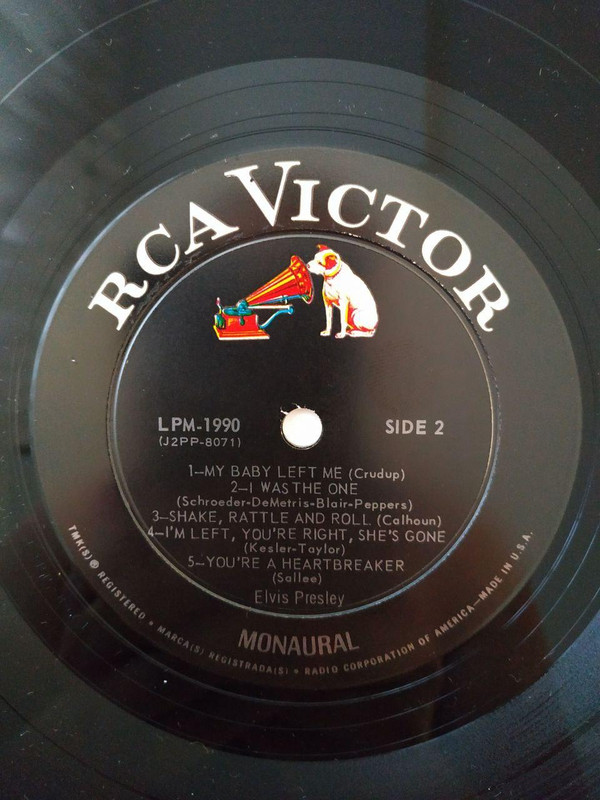 RCA VICTOR
LPM-1990
(J2PP-8071)
SIDE 2
1—MY BABY LEFT ME (Crudup)
2—I WAS THE ONE
(Schroeder-DeMetris-Blair-Peppers)
3—SHAKE, RATTLE AND ROLL (Calhoun)
4—I'M LEFT, YOU'RE RIGHT, SHE'S GONE
(Kesler-Taylor)
5—YOU'RE A HEARTBREAKER
(Sallee)
Elvis Presley
MONAURAL
TMK(S) ® REGISTERED • MARCA(S) REGISTRADA(S) • RADIO CORPORATION OF AMERICA—MADE IN U.S.A.